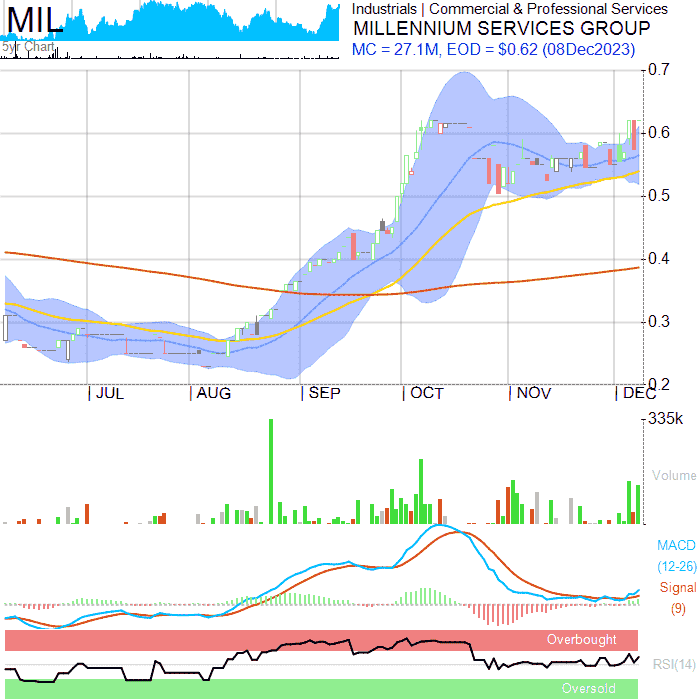 MIL
5yr Chart
Industrials | Commercial & Professional Services
MILLENNIUM SERVICES GROUP
MC = 27.1M, EOD = $0.62 (08Dec2023)
0.7
0.6
0.5
0.4
0.3
0.2
JUL
AUG
SEP
OCT
NOV
DEC
335k
Volume
MACD
(12-26)
Signal
(9)
Overbought
RSI(14)
Oversold